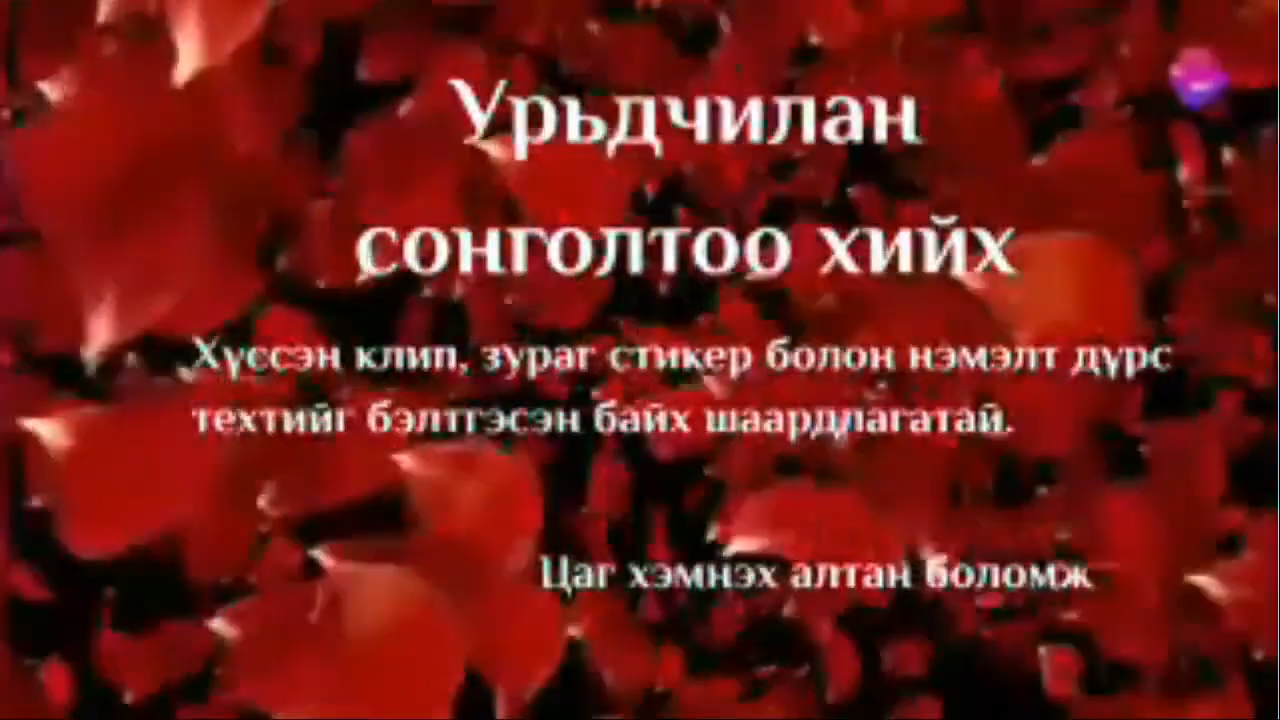 Урьдчилан
сонголтоо хийх
Хүссэн клип, зураг стикер болон нэмэлт дүрс
техтийг бэлтгэсэн байх шаардлагатай.
Цаг хэмнэх алтан боломж